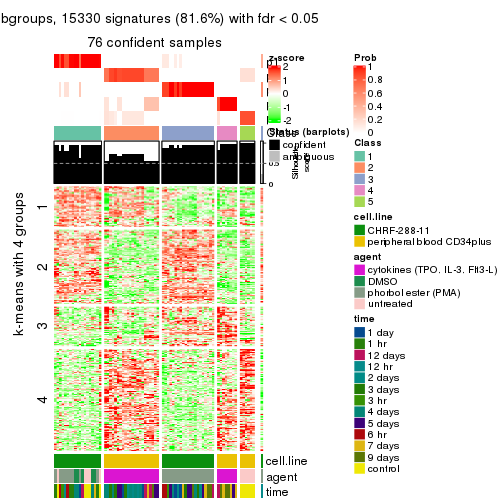 bgroups, 15330 signatures (81.6%) with fdr < 0.05
76 confident samples
z-score
2
1
0
-1
-2
Status (barplots)
confident
ambiguous
Class
Silhouette
score
0.5
0
k-means with 4 groups
1
2
3
4
cell.line
agent
time
Prob
1
0.8
0.6
0.4
0.2
0
Class
1
2
3
4
5
cell.line
CHRF-288-11
peripheral blood CD34plus
agent
cytokines (TPO. IL-3. Flt3-L)
DMSO
phorbol ester (PMA)
untreated
time
1 day
1 hr
12 days
12 hr
2 days
3 days
3 hr
4 days
5 days
6 hr
7 days
9 days
control